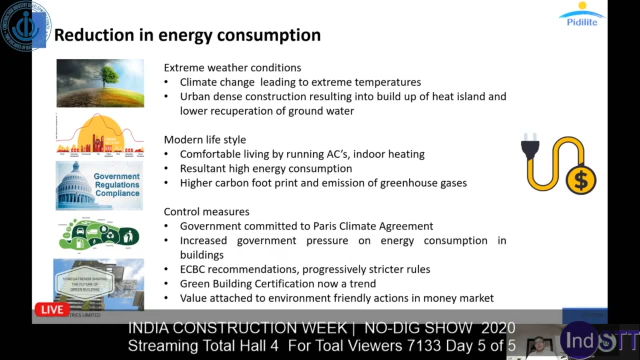 Reduction in energy consumption
Pidilite
Extreme weather conditions
• Climate change leading to extreme temperatures
• Urban dense construction resulting into build up of heat island and
lower recuperation of ground water
Modern life style
• Comfortable living by running AC's, indoor heating
• Resultant high energy consumption
• Higher carbon foot print and emission of greenhouse gases
Government
Regulations
Compliance
Control measures
• Government committed to Paris Climate Agreement
• Increased government pressure on energy consumption in
buildings
• ECBC recommendations, progressively stricter rules
• Green Building Certification now a trend
• Value attached to environment friendly actions in money market
$
THE FUTURE OF
GREEN BUILDING
LIVE
INDIA CONSTRUCTION WEEK | NO-DIG SHOW 2020
Streaming Total Hall 4 For Toal Viewers 7133 Day 5 of 5